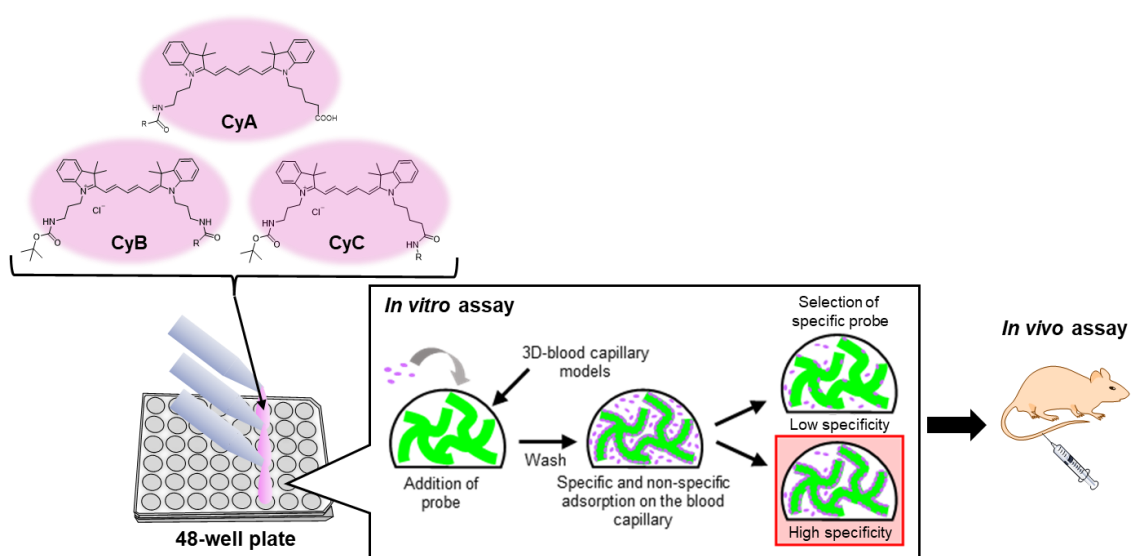 N
+
N
HN
R
O
COOH
CyA
N+
N
Cl−
HN
NH
O
O
R
O
CyB
N+
N
Cl−
HN
O
O
O
HN
R
CyC
In vitro assay
3D-blood capillary
models
Addition of
probe
Wash
Specific and non-specific
adsorption on the blood
capillary
Selection of
specific probe
Low specificity
High specificity
In vivo assay
48-well plate